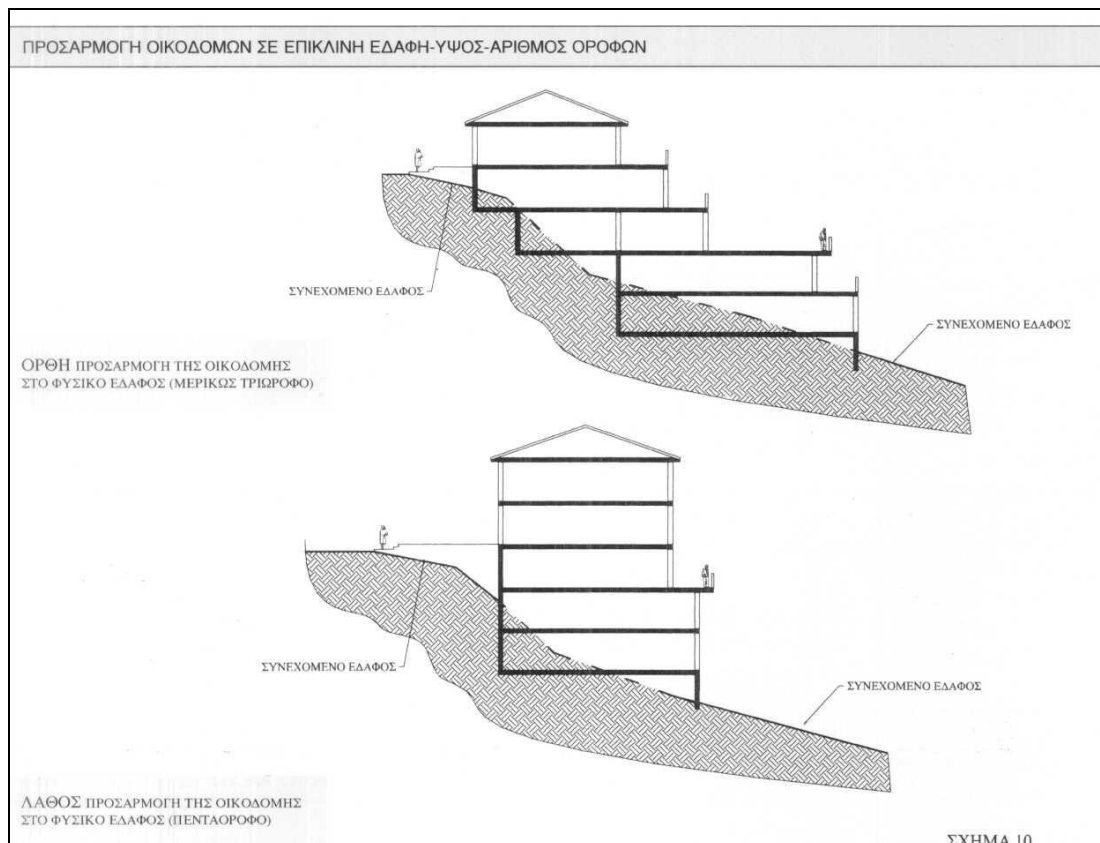 ΠΡΟΣΑΡΜΟΓΗ ΟΙΚΟΔΟΜΩΝ ΣΕ ΕΠΙΚΛΙΝΗ ΕΔΑΦΗ-ΥΨΟΣ-ΑΡΙΘΜΟΣ ΟΡΟΦΩΝ
ΣΥΝΕΧΟΜΕΝΟ ΕΔΑΦΟΣ
ΣΥΝΕΧΟΜΕΝΟ ΕΔΑΦΟΣ
ΟΡΘΗ ΠΡΟΣΑΡΜΟΓΗ ΤΗΣ ΟΙΚΟΔΟΜΗΣ
ΣΤΟ ΦΥΣΙΚΟ ΕΔΑΦΟΣ (ΜΕΡΙΚΩΣ ΤΡΙΩΡΟΦΟ)
ΣΥΝΕΧΟΜΕΝΟ ΕΔΑΦΟΣ
ΣΥΝΕΧΟΜΕΝΟ ΕΔΑΦΟΣ
ΛΑΘΟΣ ΠΡΟΣΑΡΜΟΓΗ ΤΗΣ ΟΙΚΟΔΟΜΗΣ
ΣΤΟ ΦΥΣΙΚΟ ΕΔΑΦΟΣ (ΠΕΝΤΑΟΡΟΦΟ)
ΣΧΗΜΑ 10